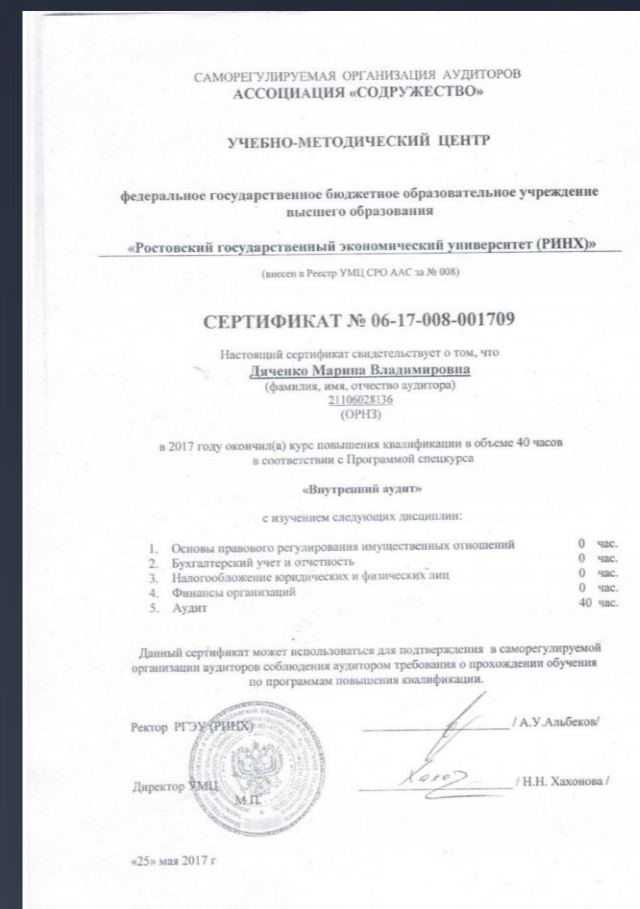 САМОРЕГУЛИРУЕМАЯ ОРГАНИЗАЦИЯ АУДИТОРОВ
АССОЦИАЦИЯ «СОДРУЖЕСТВО»
УЧЕБНО-МЕТОДИЧЕСКИЙ ЦЕНТР
федеральное государственное бюджетное образовательное учреждение
высшего образования
«Ростовский государственный экономический университет (РИНХ)»
(внесен в Реестр УМЦ СРО ААС за № 008)
СЕРТИФИКАТ № 06-17-008-001709
Настоящий сертификат свидетельствует о том, что
Дяченко Марина Владимировна
(фамилия, имя, отчество аудитора)
21106028136
(ОРНЗ)
в 2017 году окончил(а) курс повышения квалификации в объеме 40 часов
в соответствии с Программой спецкурса
«Внутренний аудит»
с изучением следующих дисциплин:
1. Основы правового регулирования имущественных отношений 0 час.
2. Бухгалтерский учет и отчетность 0 час.
3. Налогообложение юридических и физических лиц 0 час.
4. Финансы организаций 0 час.
5. Аудит 40 час.
Данный сертификат может использоваться для подтверждения в саморегулируемой
организации аудиторов соблюдения аудитором требования о прохождении обучения
по программам повышения квалификации.
Ректор РГЭУ (РИНХ) / А.У.Альбеков/
Директор УМЦ / Н.Н. Хахонова /
М.П.
«25» мая 2017 г